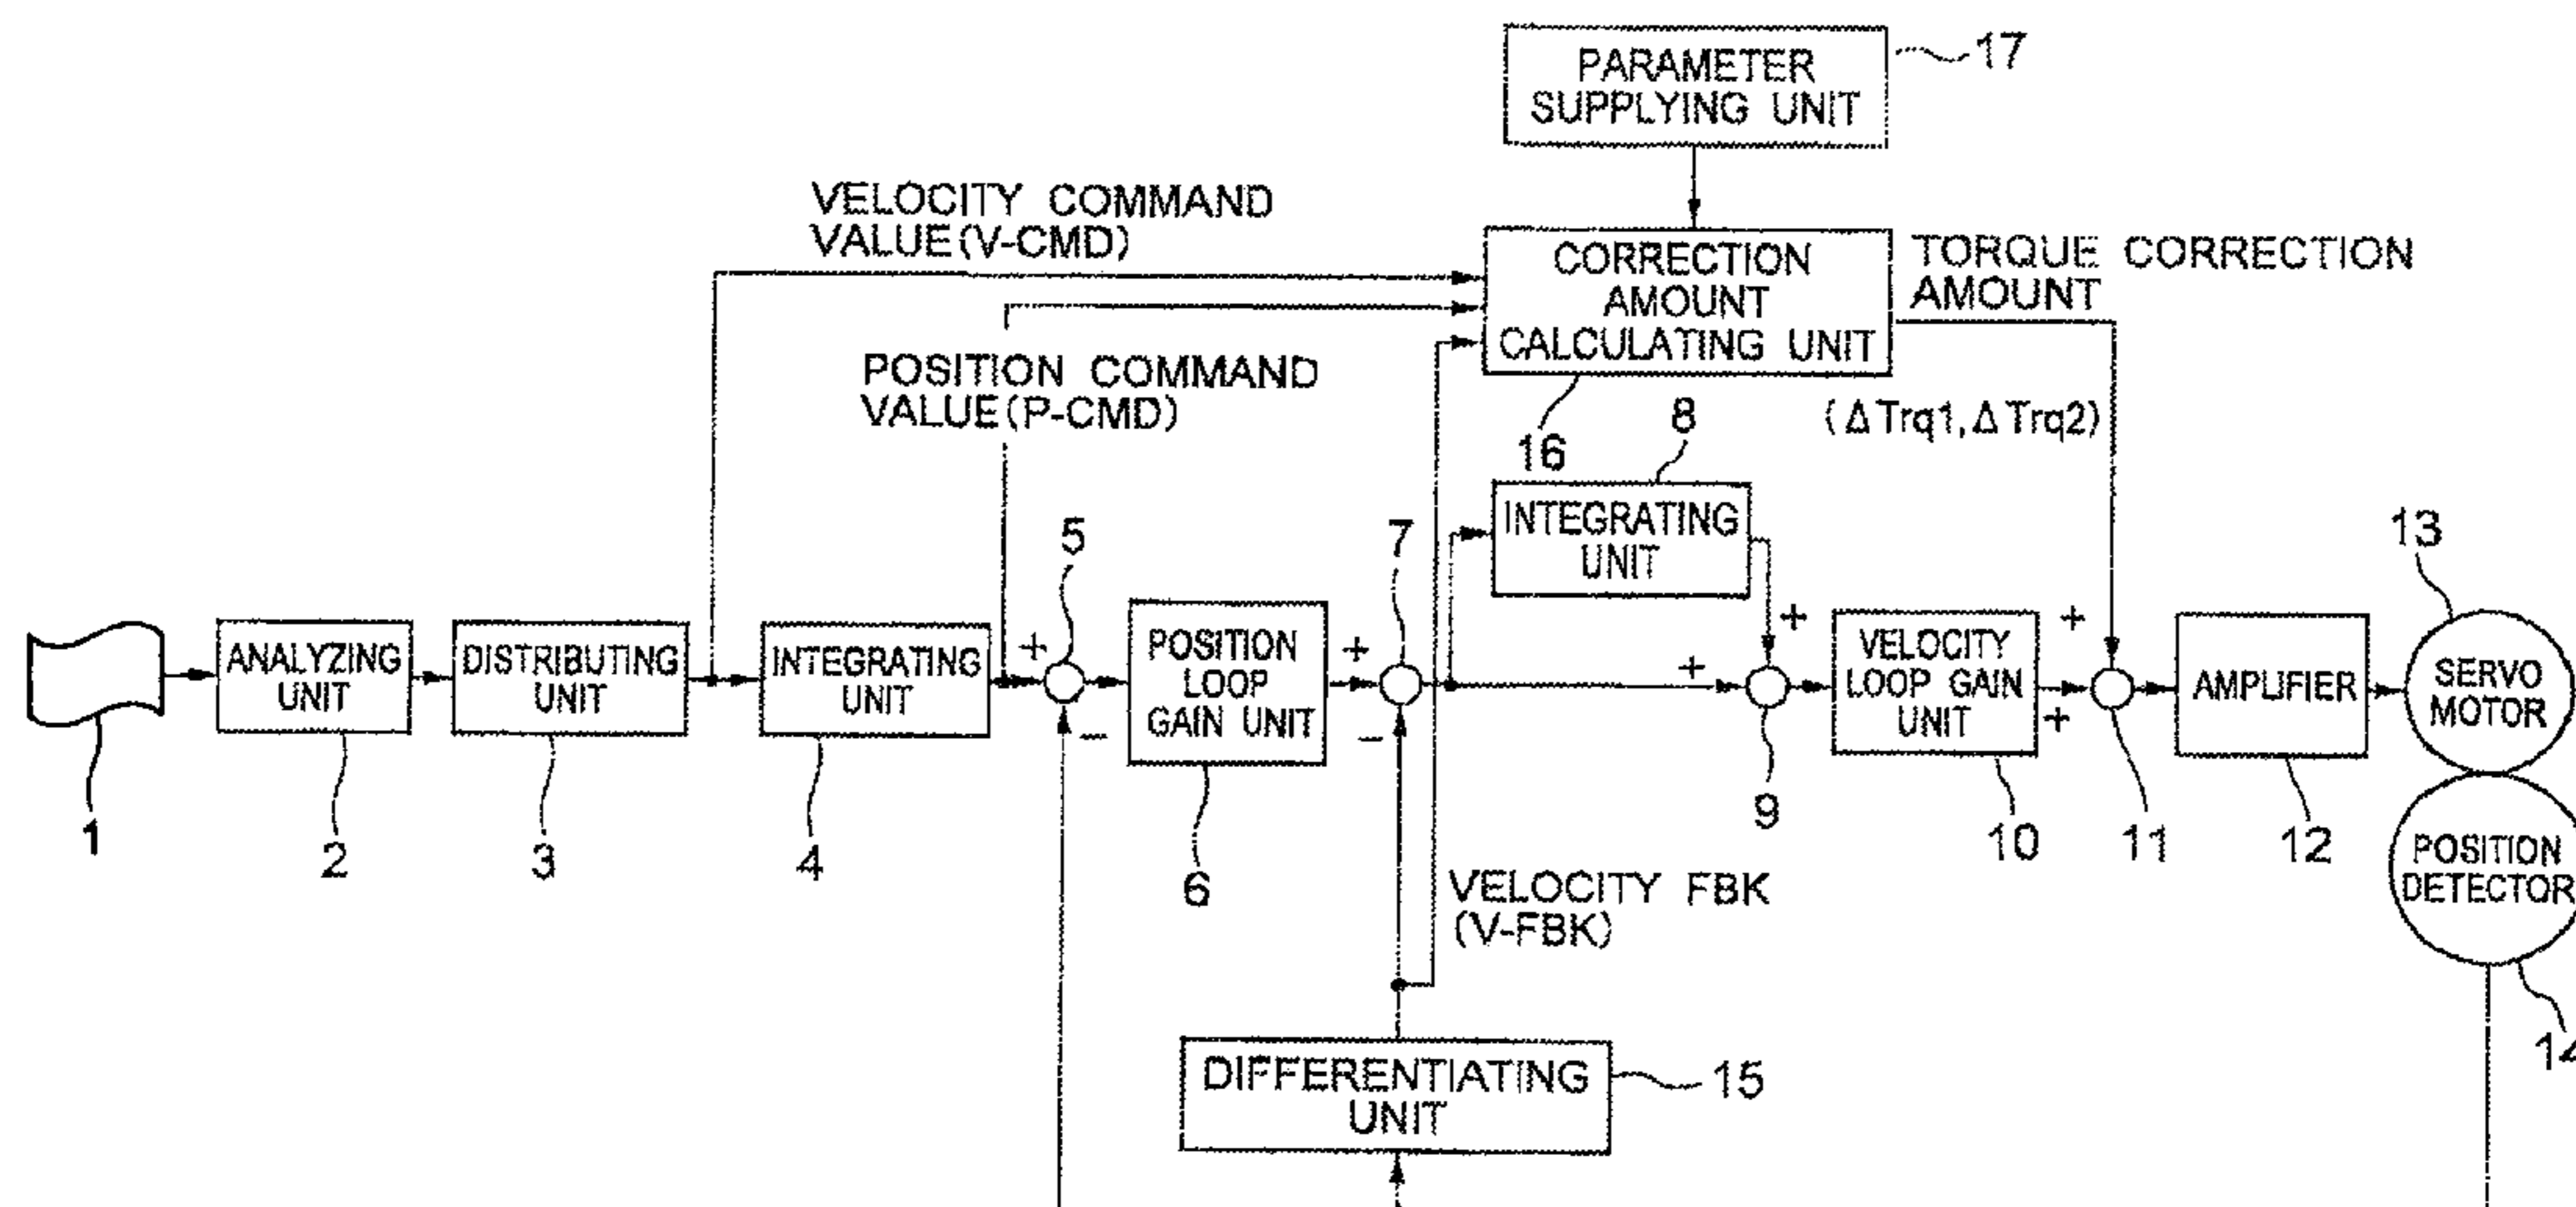 PARAMETER
SUPPLYING UNIT
17
VELOCITY COMMAND
VALUE(V-CMD)
CORRECTION
AMOUNT
CALCULATING UNIT
TORQUE CORRECTION
AMOUNT
POSITION COMMAND
VALUE(P-CMD)
16
(ΔTrq1,ΔTrq2)
8
INTEGRATING
UNIT
5
7
13
ANALYZING
UNIT
DISTRIBUTING
UNIT
INTEGRATING
UNIT
+
−
POSITION
LOOP
GAIN UNIT
+
−
+
+
VELOCITY
LOOP GAIN
UNIT
+
+
AMPLIFIER
SERVO
MOTOR
1
2
3
4
6
9
10
11
12
POSITION
DETECTOR
VELOCITY FBK
(V-FBK)
14
DIFFERENTIATING
UNIT
15